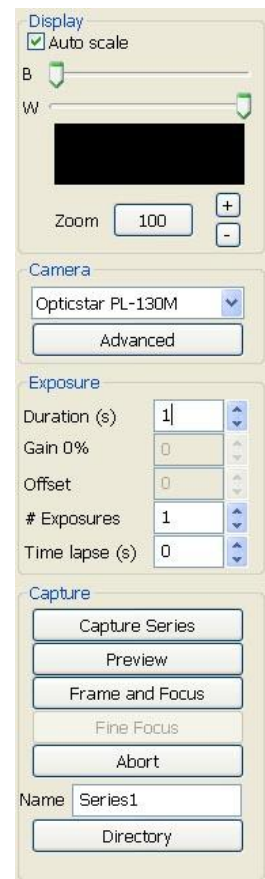 Display
Auto scale
B
W
Zoom 100 +
-
Camera
Opticstar PL-130M
Advanced
Exposure
Duration (s) 1
Gain 0% 0
Offset 0
# Exposures 1
Time lapse (s) 0
Capture
Capture Series
Preview
Frame and Focus
Fine Focus
Abort
Name Series1
Directory